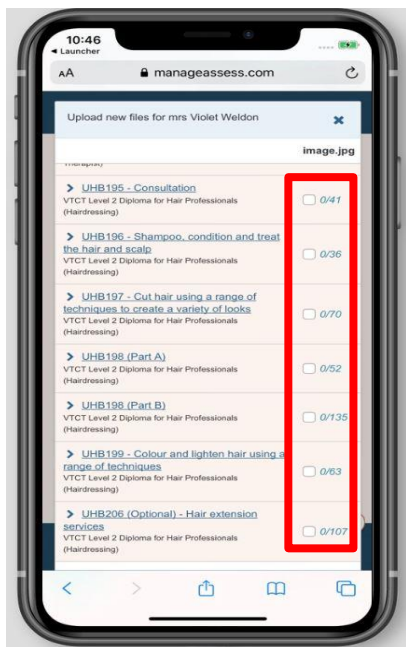 10:46
Launcher
AA manageassess.com
Upload new files for mrs Violet Weldon
image.jpg
Therapist)
UHB195 - Consultation
VTCT Level 2 Diploma for Hair Professionals
(Hairdressing)
0/41
UHB196 - Shampoo, condition and treat
the hair and scalp
VTCT Level 2 Diploma for Hair Professionals
(Hairdressing)
0/36
UHB197 - Cut hair using a range of
techniques to create a variety of looks
VTCT Level 2 Diploma for Hair Professionals
(Hairdressing)
0/70
UHB198 (Part A)
VTCT Level 2 Diploma for Hair Professionals
(Hairdressing)
0/52
UHB198 (Part B)
VTCT Level 2 Diploma for Hair Professionals
(Hairdressing)
0/135
UHB199 - Colour and lighten hair using a
range of techniques
VTCT Level 2 Diploma for Hair Professionals
(Hairdressing)
0/63
UHB206 (Optional) - Hair extension
services
VTCT Level 2 Diploma for Hair Professionals
(Hairdressing)
0/107